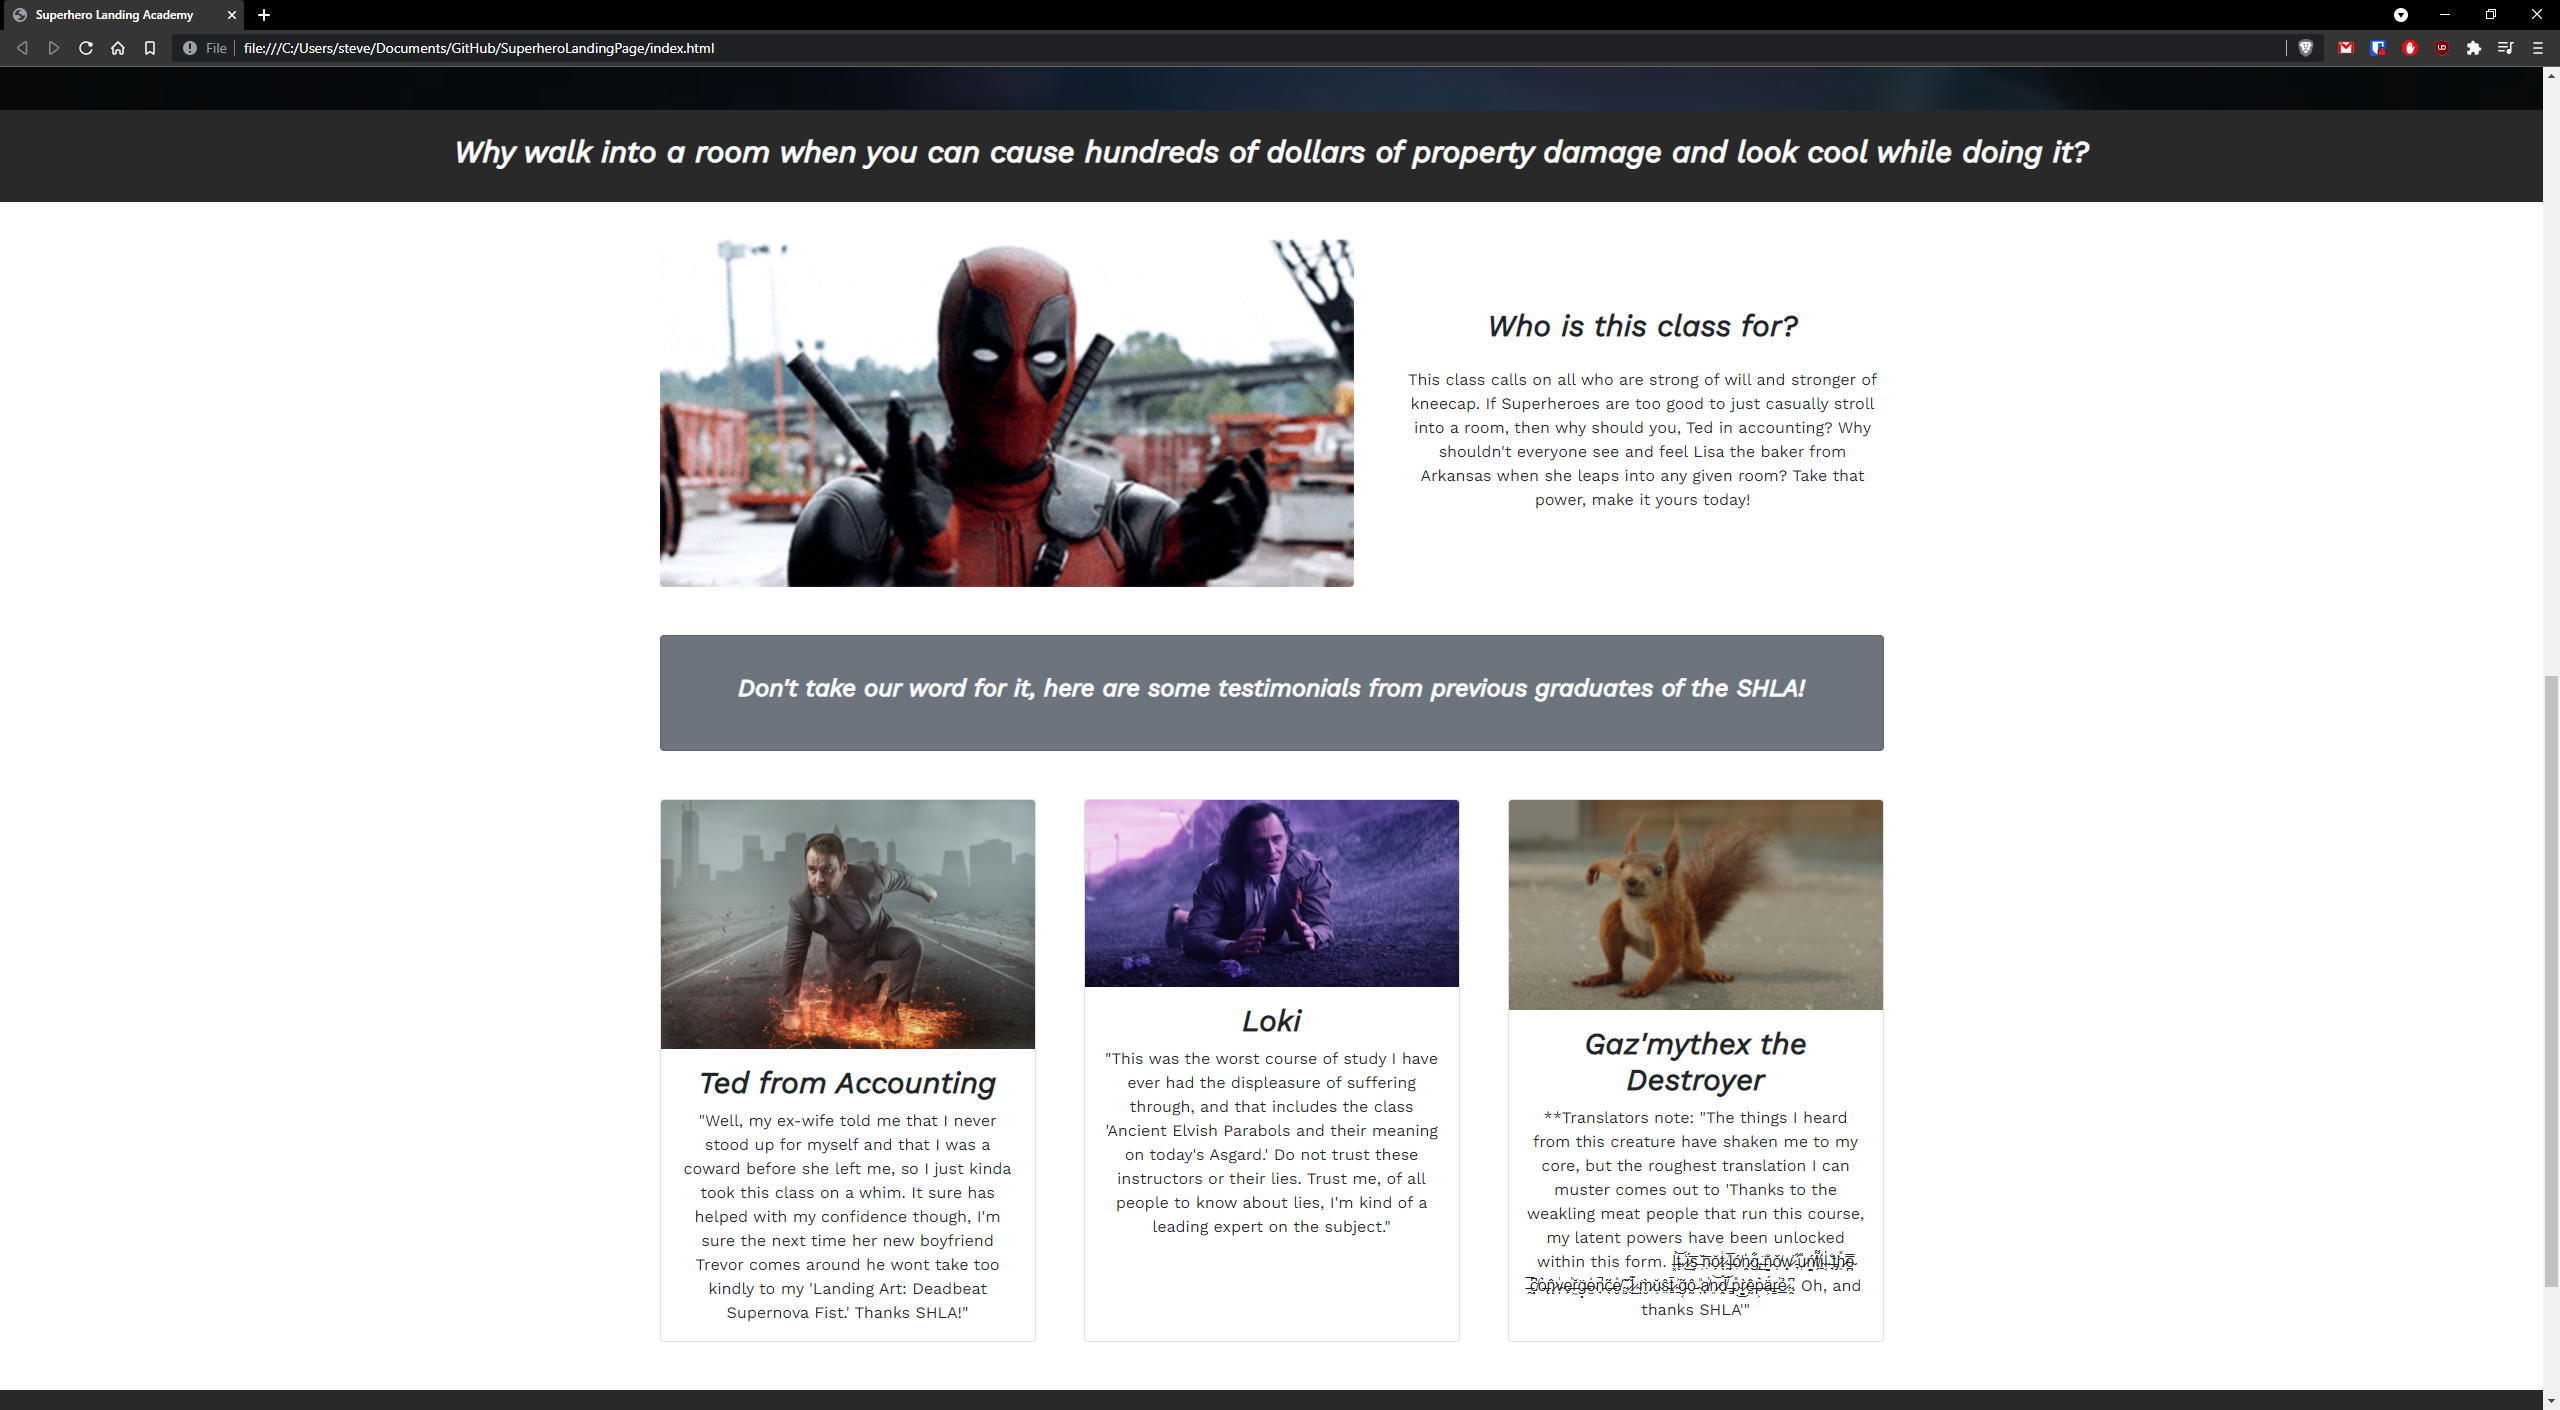 Superhero Landing Academy
File
file:///C:/Users/steve/Documents/GitHub/SuperheroLandingPage/index.html
Why walk into a room when you can cause hundreds of dollars of property damage and look cool while doing it?
Who is this class for?
This class calls on all who are strong of will and stronger of
kneecap. If Superheroes are too good to just casually stroll
into a room, then why should you, Ted in accounting? Why
shouldn't everyone see and feel Lisa the baker from
Arkansas when she leaps into any given room? Take that
power, make it yours today!
Don't take our word for it, here are some testimonials from previous graduates of the SHLA!
Ted from Accounting
"Well, my ex-wife told me that I never
stood up for myself and that I was a
coward before she left me, so I just kinda
took this class on a whim. It sure has
helped with my confidence though, I'm
sure the next time her new boyfriend
Trevor comes around he wont take too
kindly to my 'Landing Art: Deadbeat
Supernova Fist.' Thanks SHLA!"
Loki
"This was the worst course of study I have
ever had the displeasure of suffering
through, and that includes the class
'Ancient Elvish Parabols and their meaning
on today's Asgard.' Do not trust these
instructors or their lies. Trust me, of all
people to know about lies, I'm kind of a
leading expert on the subject."
Gaz'mythex the
Destroyer
**Translators note: "The things I heard
from this creature have shaken me to my
core, but the roughest translation I can
muster comes out to 'Thanks to the
weakling meat people that run this course,
my latent powers have been unlocked
within this form. It is not long now until the
convergence, I must go and prepare. Oh, and
thanks SHLA'"